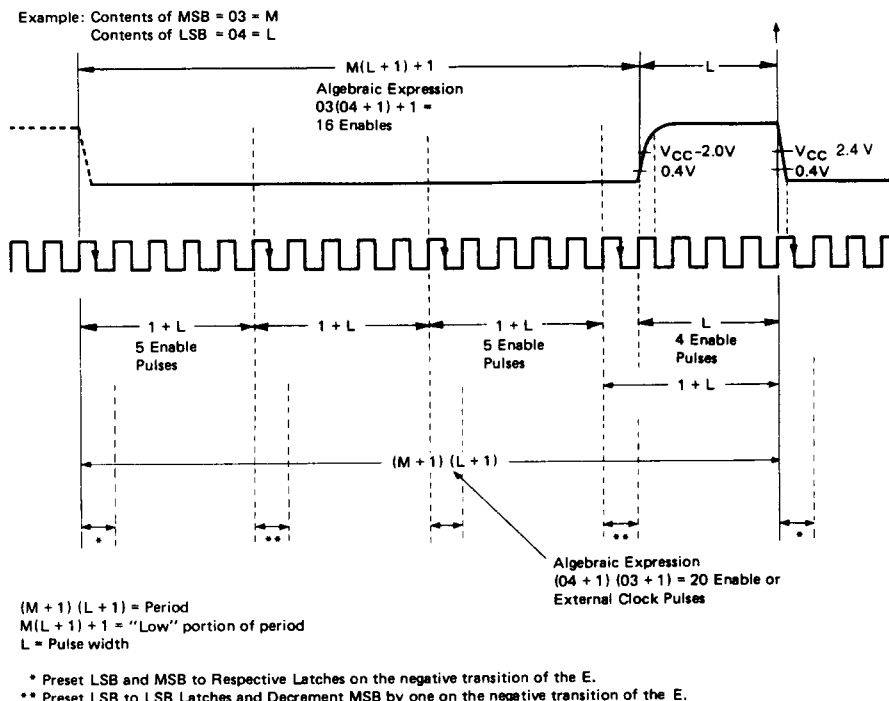 Example: Contents of MSB = 03 = M
Contents of LSB = 04 = L
M(L + 1) + 1
L
Algebraic Expression
03(04 + 1) + 1 =
16 Enables
VCC -2.0V
0.4V
VCC 2.4 V
0.4V
1 + L
5 Enable
Pulses
1 + L
1 + L
5 Enable
Pulses
L
4 Enable
Pulses
1 + L
(M + 1) (L + 1)
*
**
**
*
Algebraic Expression
(04 + 1) (03 + 1) = 20 Enable or
External Clock Pulses
(M + 1) (L + 1) = Period
M(L + 1) + 1 = "Low" portion of period
L = Pulse width
* Preset LSB and MSB to Respective Latches on the negative transition of the E.
** Preset LSB to LSB Latches and Decrement MSB by one on the negative transition of the E.